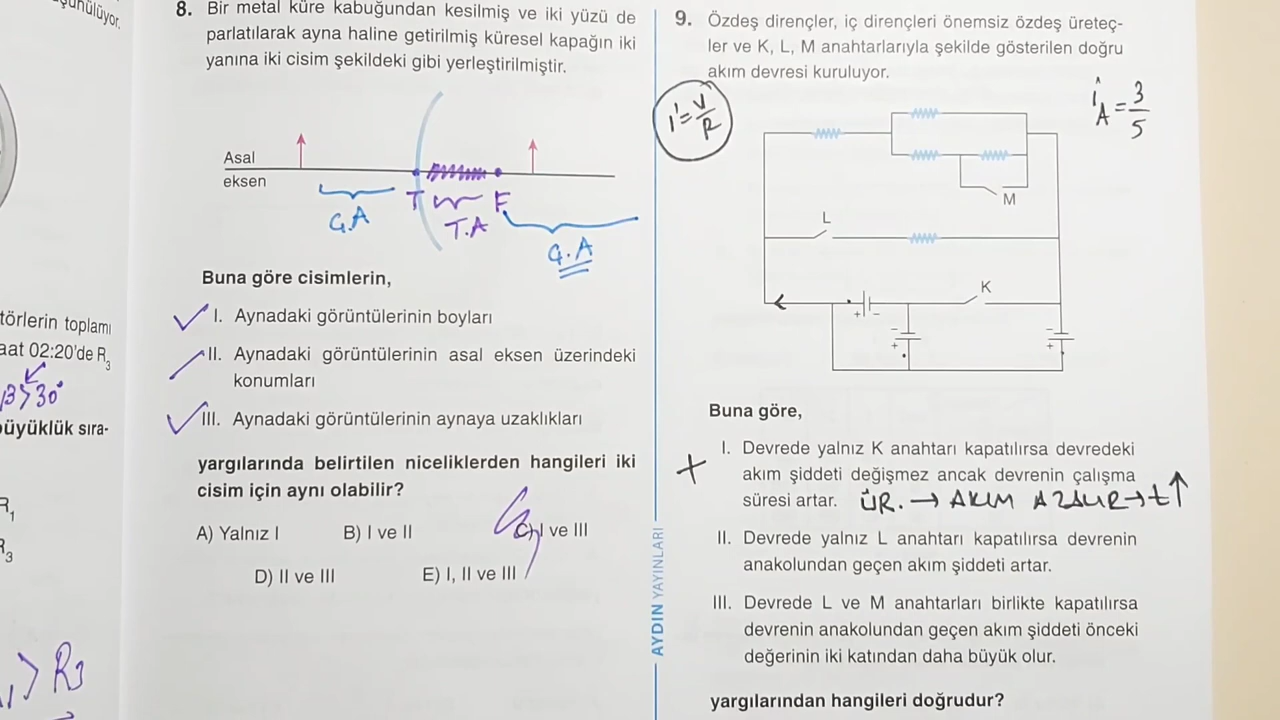 şünülüyor.
törlerin toplamı
aat 02:20'de R3
β>30°
büyüklük sıra-
R1
R3
> R3
8. Bir metal küre kabuğundan kesilmiş ve iki yüzü de
parlatılarak ayna haline getirilmiş küresel kapağın iki
yanına iki cisim şekildeki gibi yerleştirilmiştir.
Asal
eksen
T F
G.A
T.A
G.A
Buna göre cisimlerin,
I. Aynadaki görüntülerinin boyları
II. Aynadaki görüntülerinin asal eksen üzerindeki
konumları
III. Aynadaki görüntülerinin aynaya uzaklıkları
yargılarında belirtilen niceliklerden hangileri iki
cisim için aynı olabilir?
A) Yalnız I B) I ve II C) I ve III
D) II ve III E) I, II ve III
AYDIN YAYINLARI
9. Özdeş dirençler, iç dirençleri önemsiz özdeş üreteç-
ler ve K, L, M anahtarlarıyla şekilde gösterilen doğru
akım devresi kuruluyor.
i=V/R
iA=3/5
M
L
K
+ -
- +
- +
Buna göre,
I. Devrede yalnız K anahtarı kapatılırsa devredeki
akım şiddeti değişmez ancak devrenin çalışma
süresi artar. ÜR. → AKIM AZALIR→t↑
II. Devrede yalnız L anahtarı kapatılırsa devrenin
anakolundan geçen akım şiddeti artar.
III. Devrede L ve M anahtarları birlikte kapatılırsa
devrenin anakolundan geçen akım şiddeti önceki
değerinin iki katından daha büyük olur.
yargılarından hangileri doğrudur?